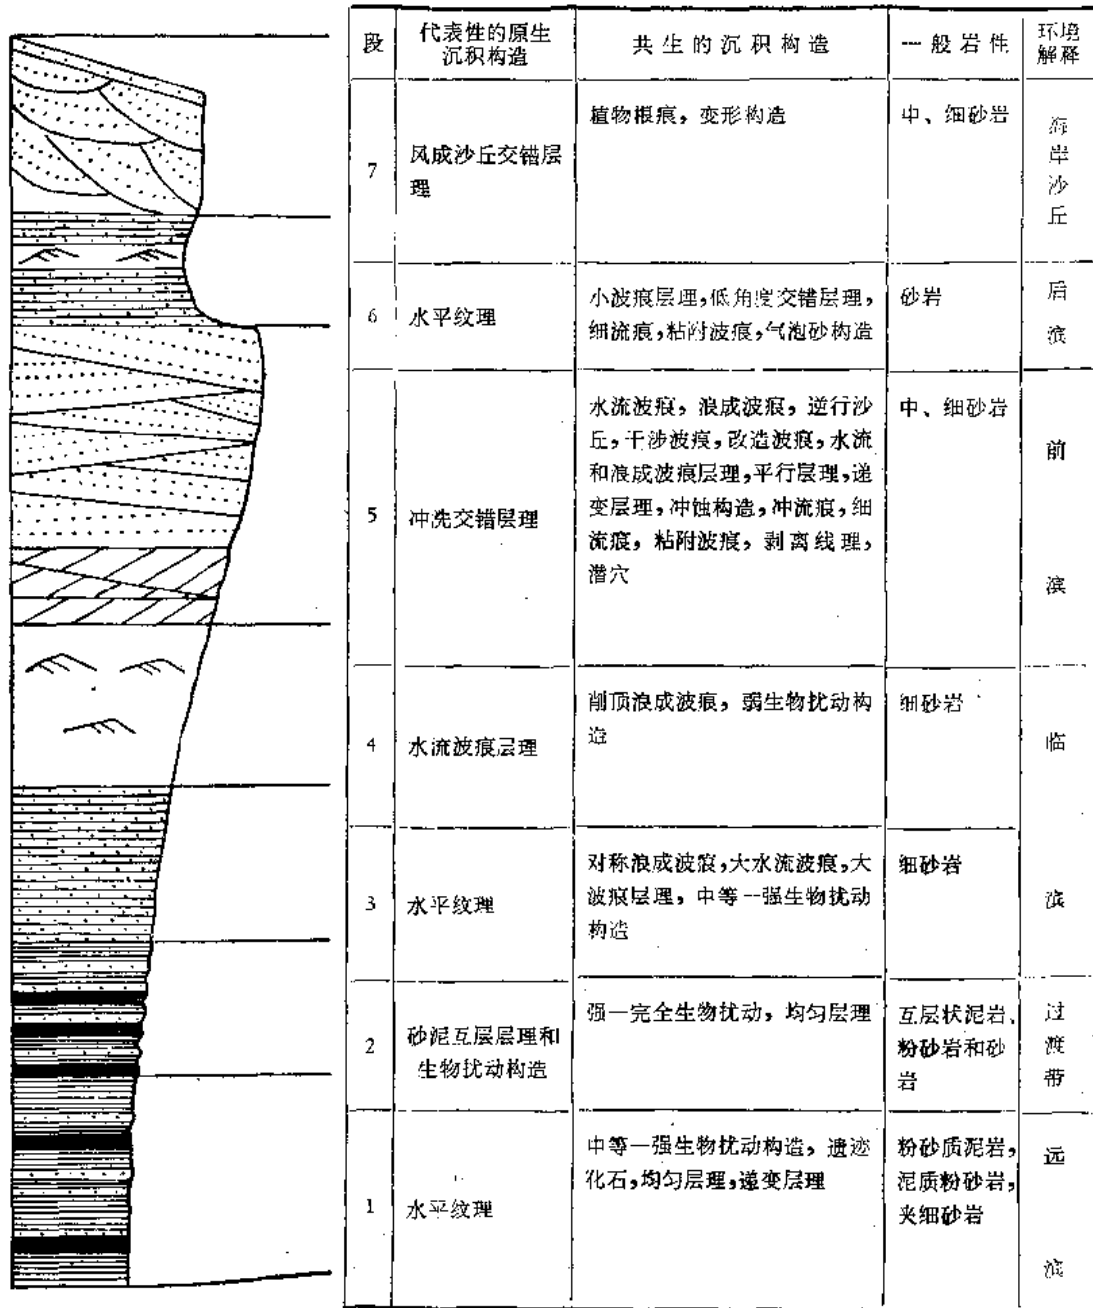 段
代表性的原生
沉积构造
共生的沉积构造
一般岩性
环境
解释
7
风成沙丘交错层
理
植物根痕，变形构造
中、细砂岩
海
岸
沙
丘
6
水平纹理
小波痕层理，低角度交错层理，
细流痕，粘附波痕，气泡砂构造
砂岩
后
滨
5
冲洗交错层理
水流波痕，浪成波痕，逆行沙
丘，干涉波痕，改造波痕，水流
和浪成波痕层理，平行层理，递
变层理，冲蚀构造，冲流痕，细
流痕，粘附波痕，剥离线理，
潜穴
中、细砂岩
前
滨
4
水流波痕层理
削顶浪成波痕，弱生物扰动构
造
细砂岩
临
滨
3
水平纹理
对称浪成波痕，大水流波痕，大
波痕层理，中等—强生物扰动
构造
细砂岩
2
砂泥互层层理和
生物扰动构造
强—完全生物扰动，均匀层理
互层状泥岩、
粉砂岩和砂
岩
过
渡
带
1
水平纹理
中等—强生物扰动构造，遗迹
化石，均匀层理，递变层理
粉砂质泥岩，
泥质粉砂岩，
夹细砂岩
远
滨